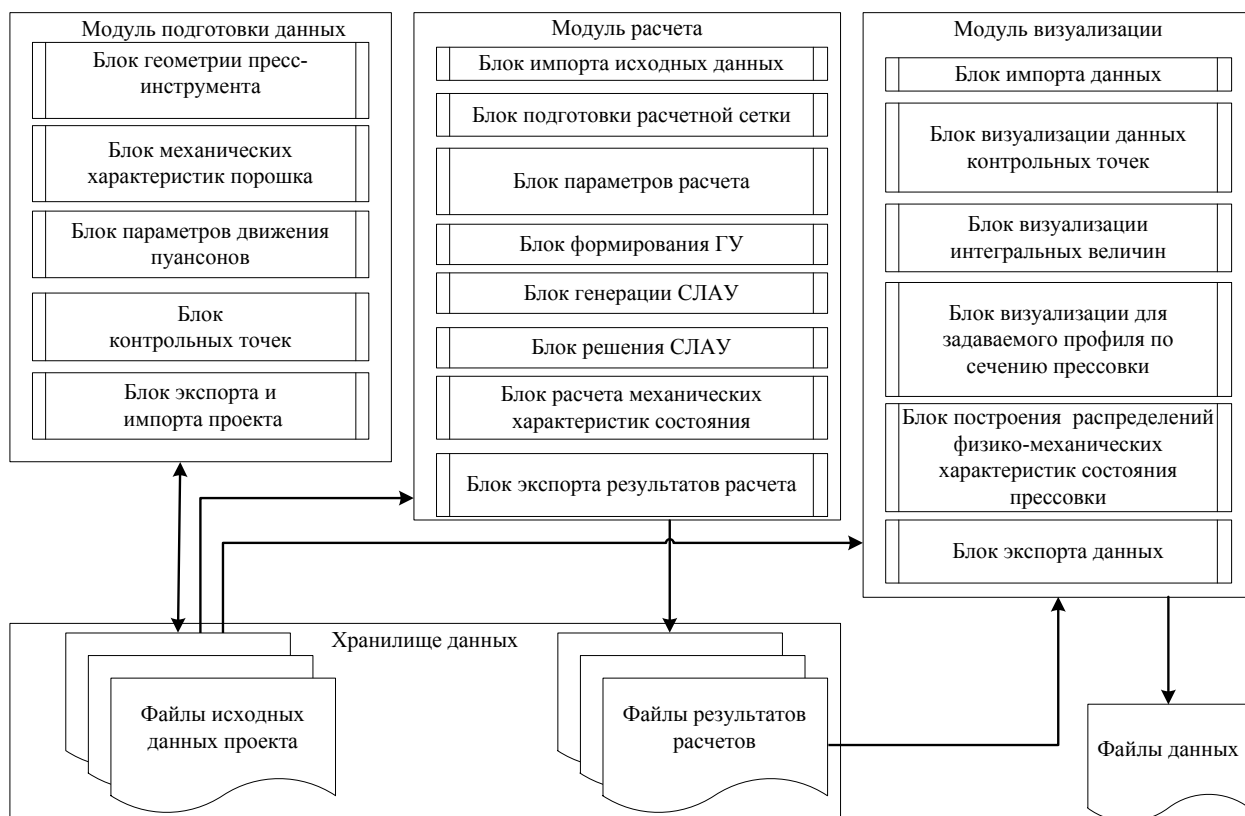 Модуль подготовки данных
Блок геометрии пресс-
инструмента
Блок механических
характеристик порошка
Блок параметров движения
пуансонов
Блок
контрольных точек
Блок экспорта и
импорта проекта
Модуль расчета
Блок импорта исходных данных
Блок подготовки расчетной сетки
Блок параметров расчета
Блок формирования ГУ
Блок генерации СЛАУ
Блок решения СЛАУ
Блок расчета механических
характеристик состояния
Блок экспорта результатов расчета
Модуль визуализации
Блок импорта данных
Блок визуализации данных
контрольных точек
Блок визуализации
интегральных величин
Блок визуализации для
задаваемого профиля по
сечению прессовки
Блок построения распределений
физико-механических
характеристик состояния
прессовки
Блок экспорта данных
Хранилище данных
Файлы исходных
данных проекта
Файлы результатов
расчетов
Файлы данных